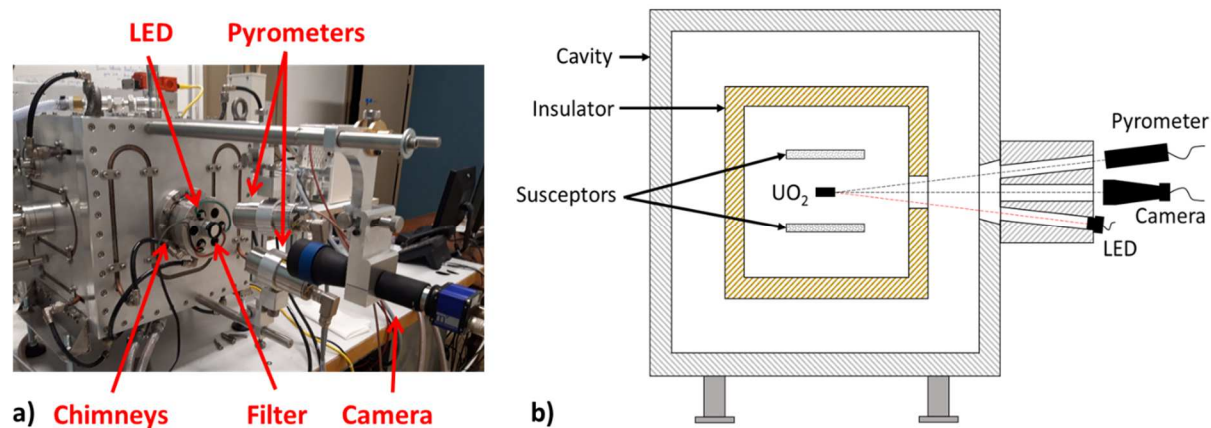 LED
Pyrometers
Chimneys
Filter
Camera
a)
Cavity
Insulator
Susceptors
UO₂
Pyrometer
Camera
LED
b)